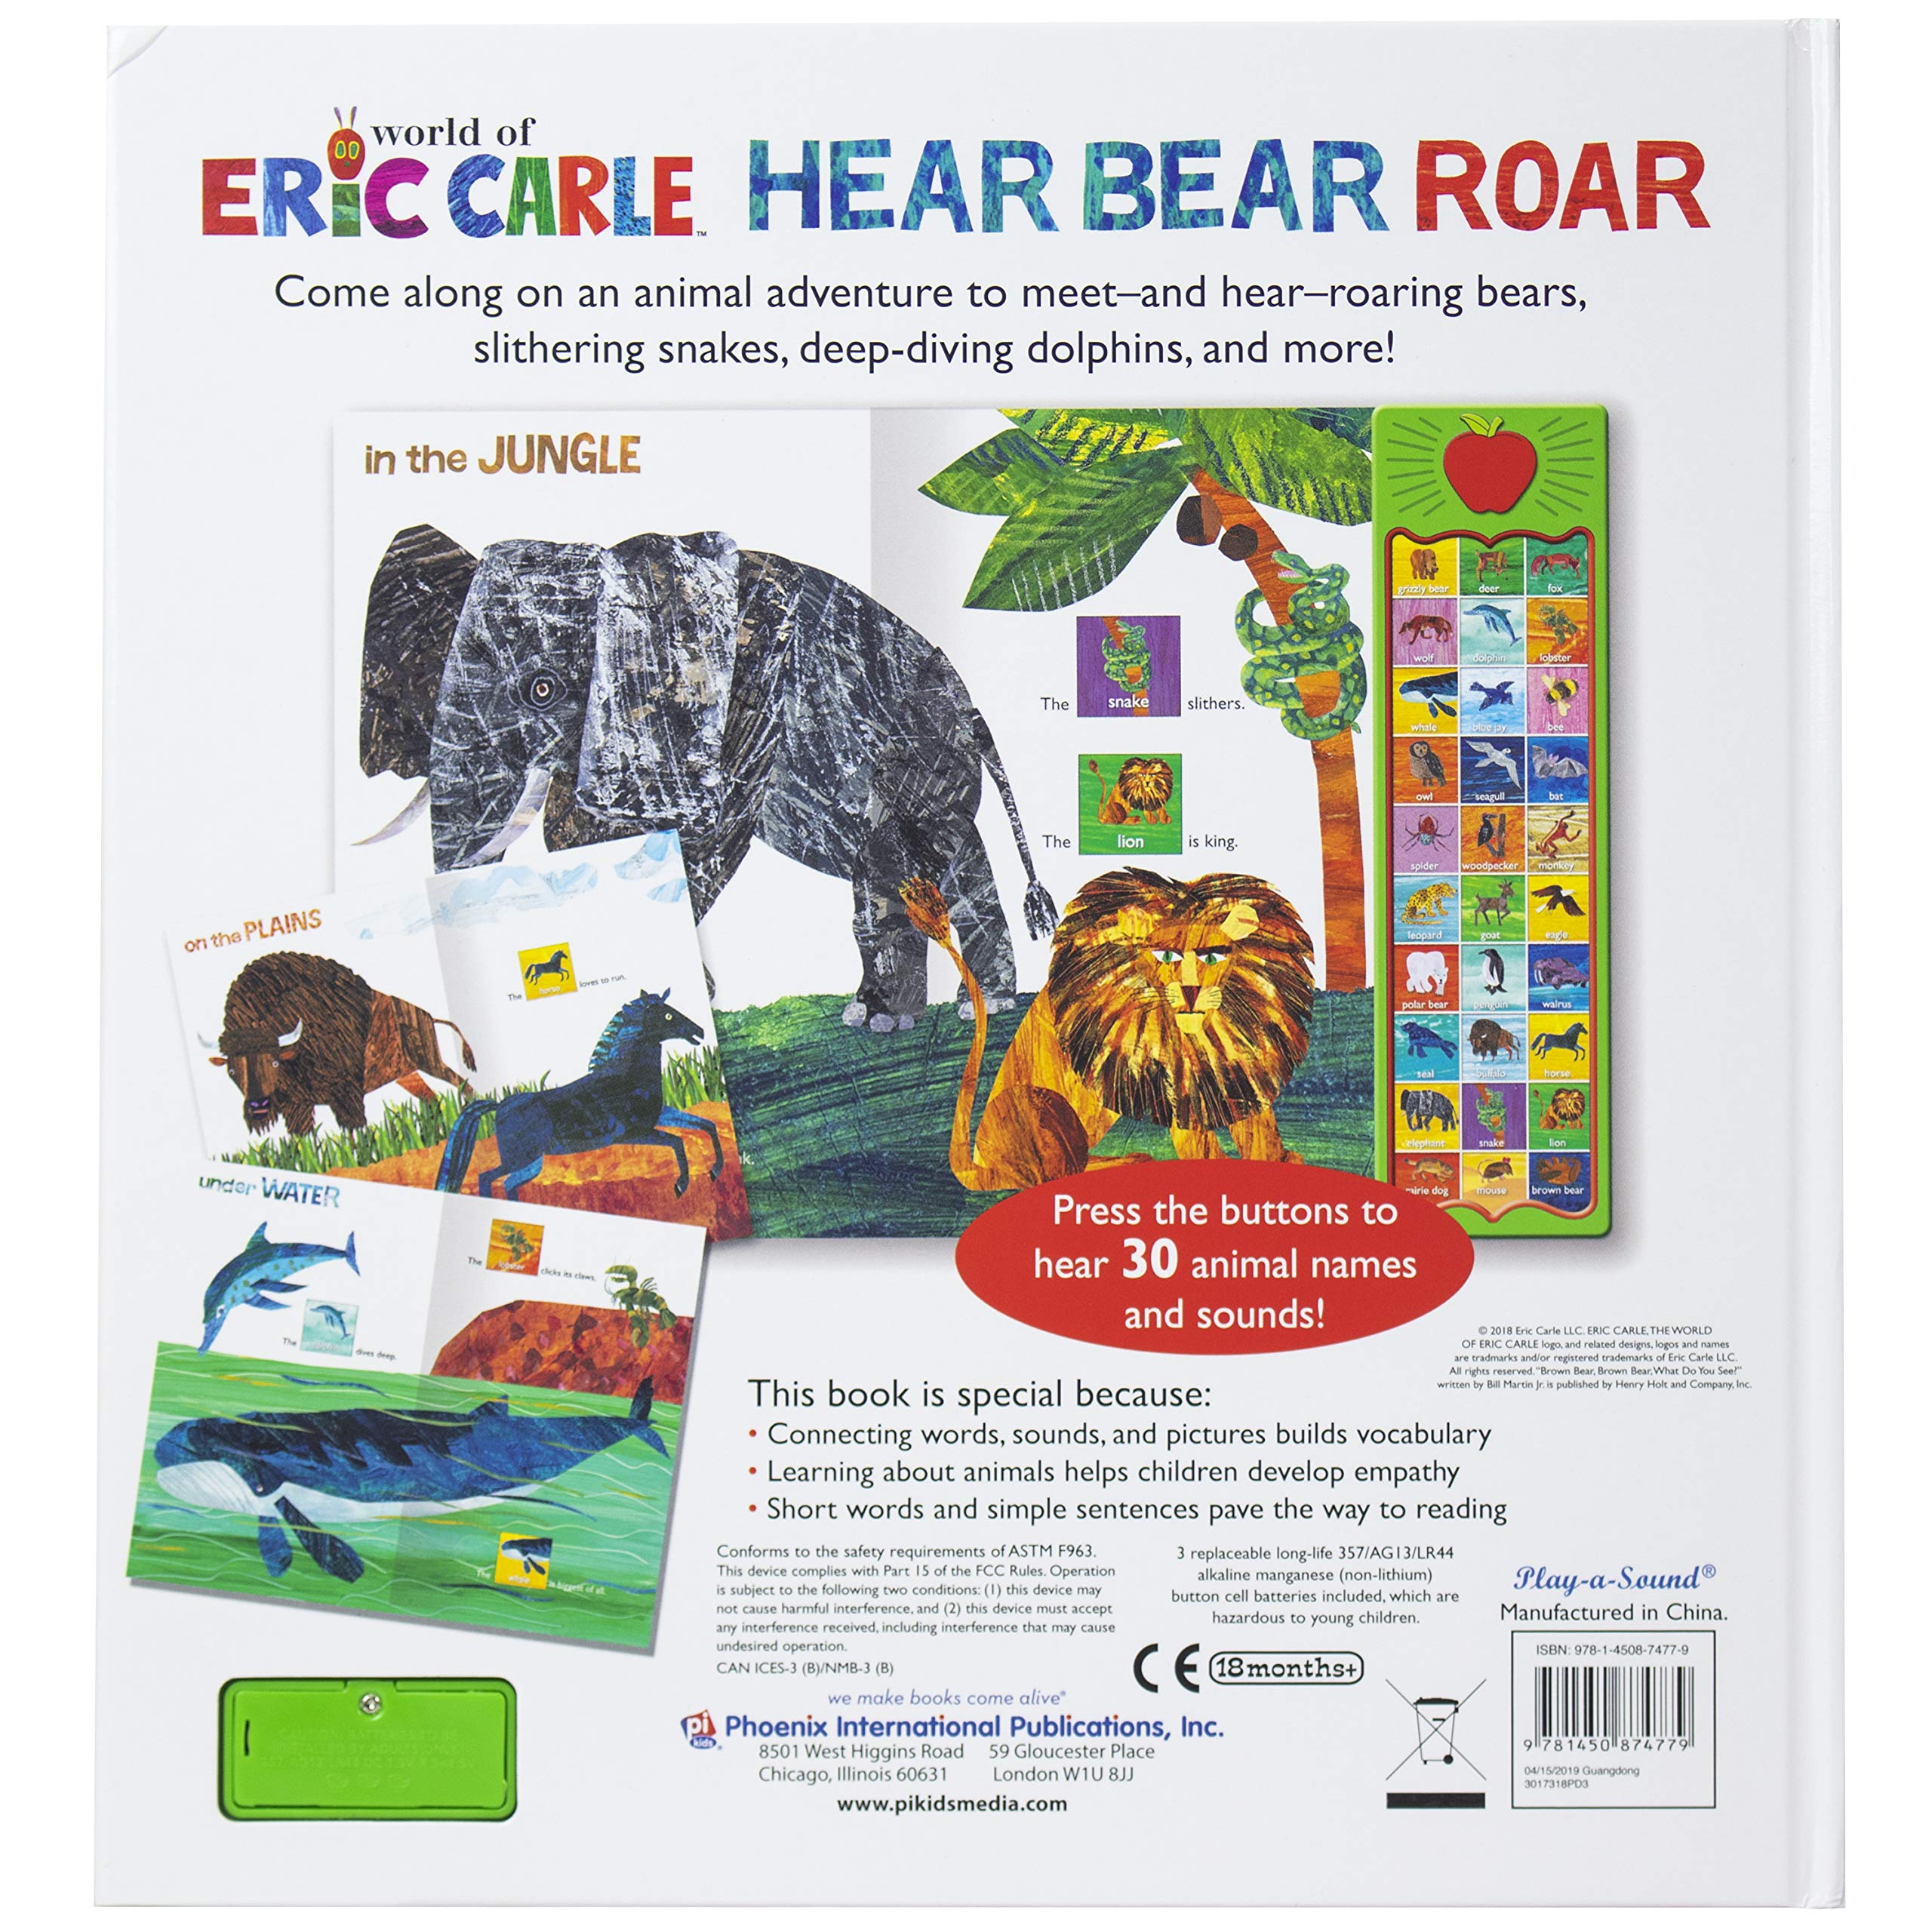 world of
ERiC CARLE™ HEAR BEAR ROAR
Come along on an animal adventure to meet–and hear–roaring bears,
slithering snakes, deep-diving dolphins, and more!
in the JUNGLE
The snake slithers.
The lion is king.
grizzly bear deer fox
wolf dolphin lobster
whale blue jay bee
owl seagull bat
spider woodpecker monkey
leopard goat eagle
polar bear penguin walrus
seal buffalo horse
elephant snake lion
airie dog mouse brown bear
on the PLAINS
The horse loves to run.
k.
under WATER
The lobster clicks its claws.
The dives deep.
The whale is biggest of all.
Press the buttons to
hear 30 animal names
and sounds!
© 2018 Eric Carle LLC. ERIC CARLE, THE WORLD
OF ERIC CARLE logo, and related designs, logos and names
are tradmarks and/or registered trademarks of Eric Carle LLC.
All rights reserved. "Brown Bear, Brown Bear, What Do You See?"
written by Bill Martin Jr. is published by Henry Holt and Company, Inc.
This book is special because:
• Connecting words, sounds, and pictures builds vocabulary
• Learning about animals helps children develop empathy
• Short words and simple sentences pave the way to reading
Conforms to the safety requirements of ASTM F963.
This device complies with Part 15 of the FCC Rules. Operation
is subject to the following two conditions: (1) this device may
not cause harmful interference, and (2) this device must accept
any interference received, including interference that may cause
undesired operation.
CAN ICES-3 (B)/NMB-3 (B)
3 replaceable long-life 357/AG13/LR44
alkaline manganese (non-lithium)
button cell batteries included, which are
hazardous to young children.
CE 18months+
Play-a-Sound®
Manufactured in China.
ISBN: 978-1-4508-7477-9
9 781450 874779
04/15/2019 Guangdong
3017318PD3
we make books come alive®
pi kids® Phoenix International Publications, Inc.
8501 West Higgins Road 59 Gloucester Place
Chicago, Illinois 60631 London W1U 8JJ
www.pikidsmedia.com